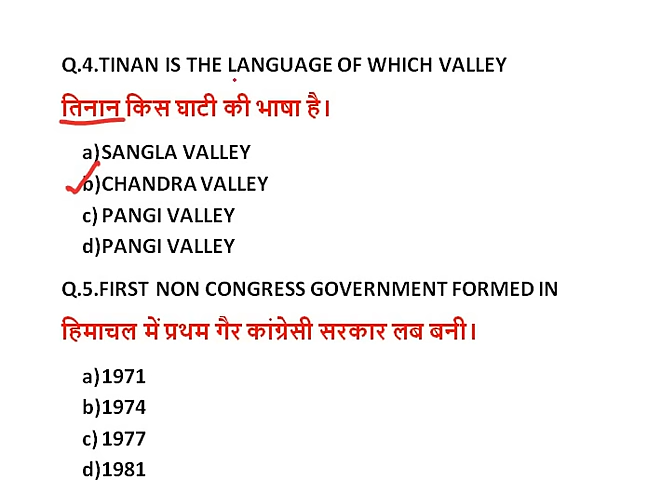 Q.4.TINAN IS THE LANGUAGE OF WHICH VALLEY
तिनान किस घाटी की भाषा है।
a)SANGLA VALLEY
b)CHANDRA VALLEY
c) PANGI VALLEY
d)PANGI VALLEY
Q.5.FIRST NON CONGRESS GOVERNMENT FORMED IN
हिमाचल में प्रथम गैर कांग्रेसी सरकार लब बनी।
a)1971
b)1974
c) 1977
d)1981